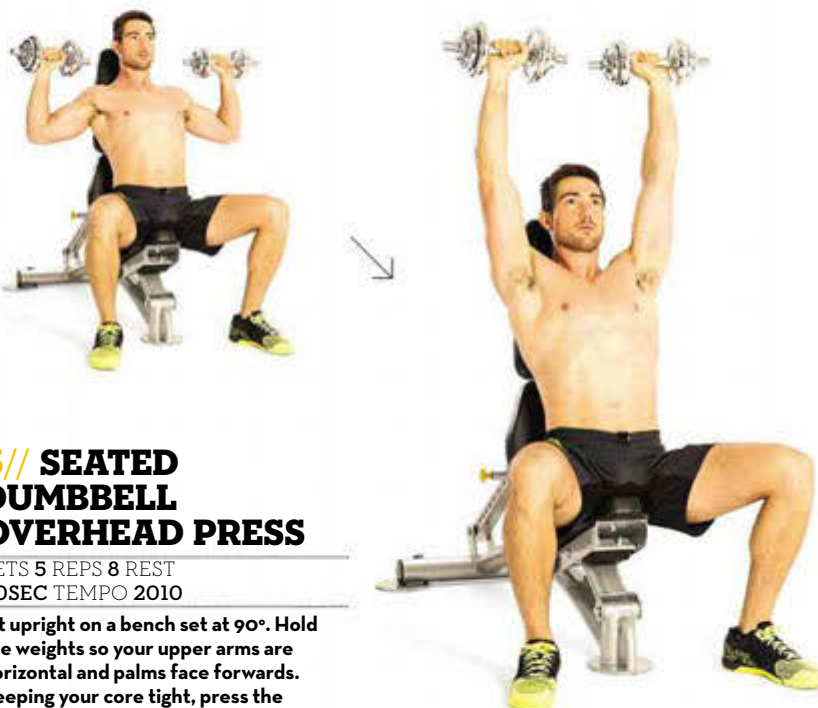 // SEATED
DUMBBELL
OVERHEAD PRESS
ETS 5 REPS 8 REST
0SEC TEMPO 2010
t upright on a bench set at 90º. Hold
e weights so your upper arms are
orizontal and palms face forwards.
eeping your core tight, press the